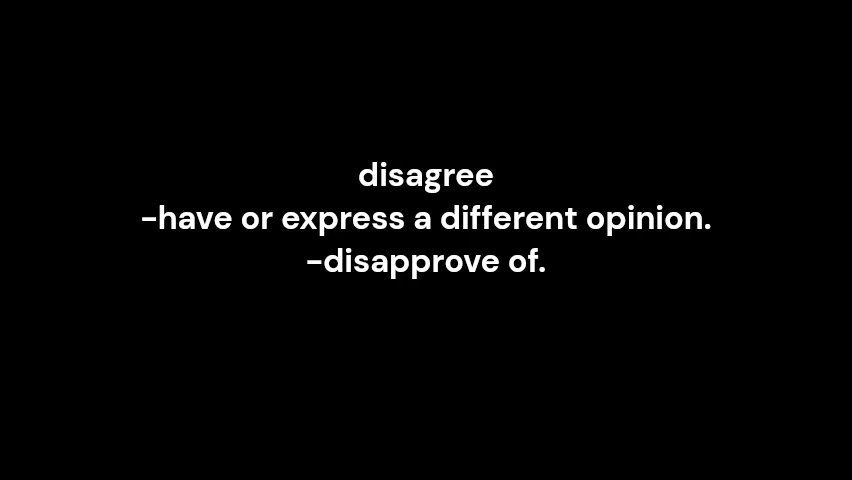 disagree
-have or express a different opinion.
-disapprove of.